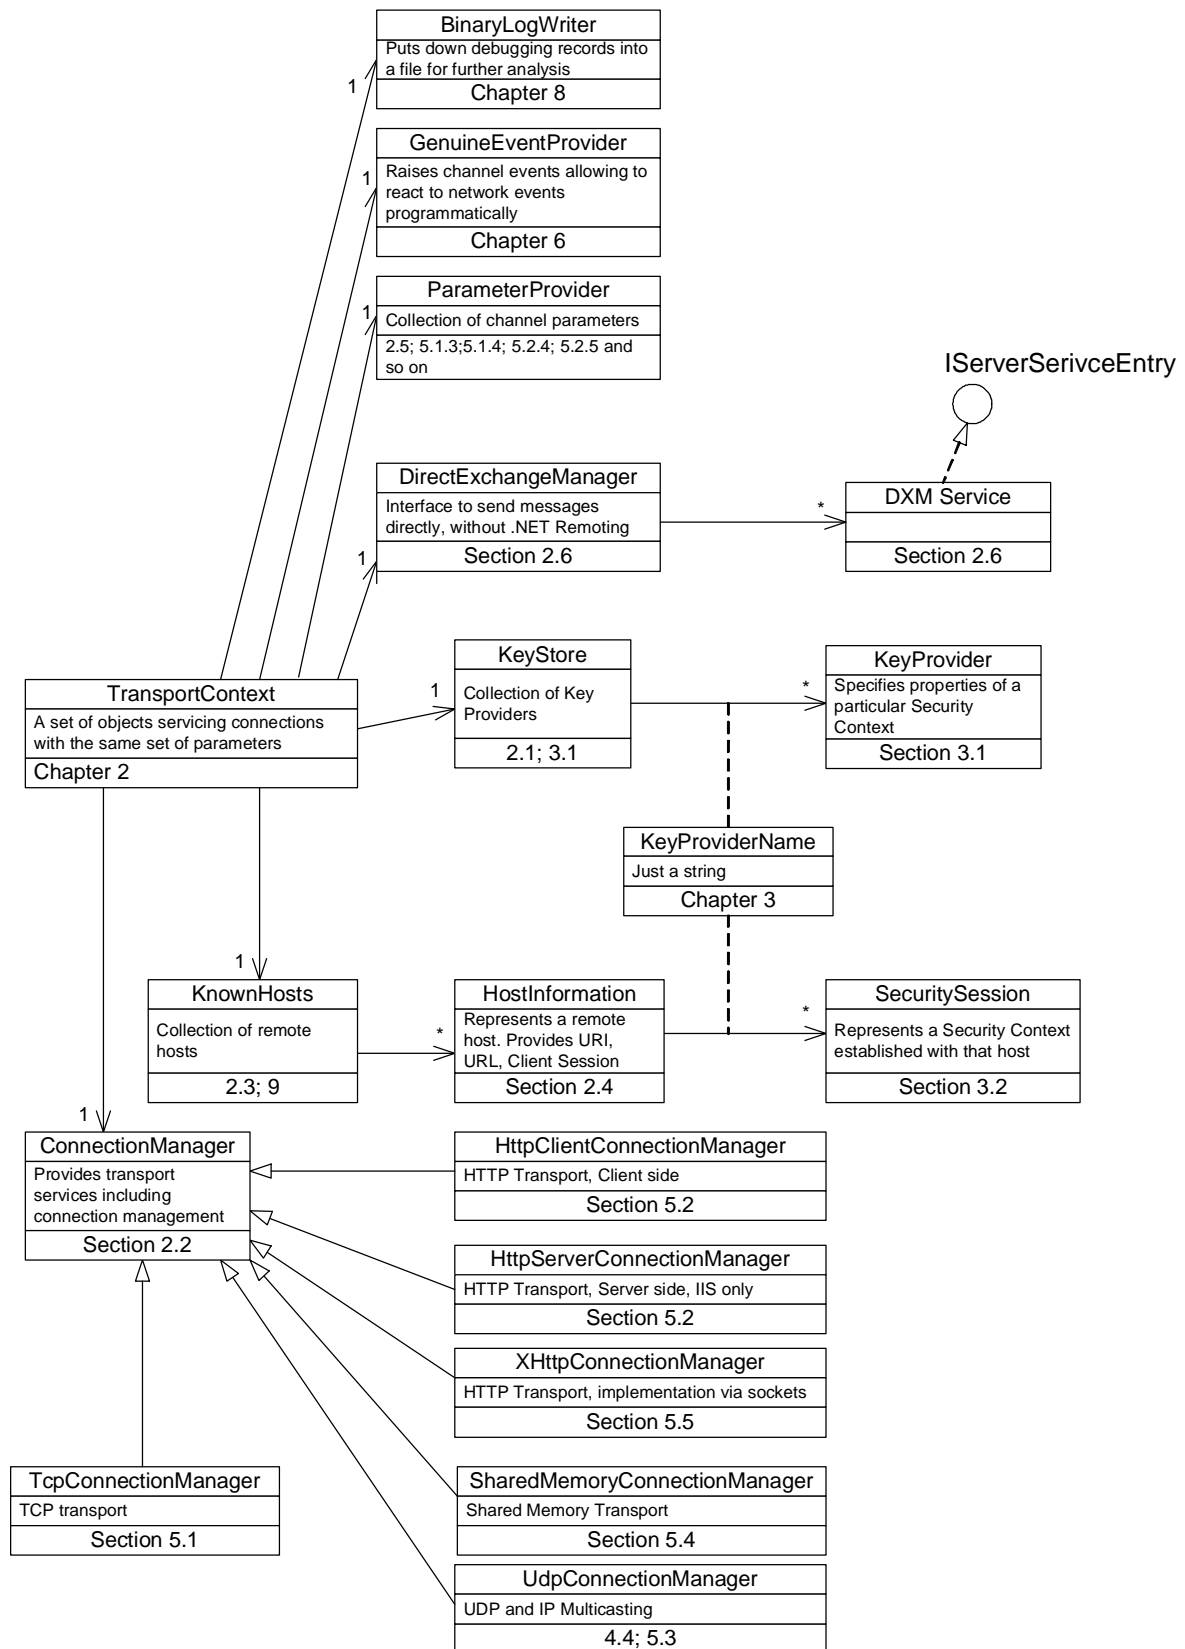 BinaryLogWriter
Puts down debugging records into
a file for further analysis
Chapter 8
1
GenuineEventProvider
Raises channel events allowing to
react to network events
programmatically
Chapter 6
1
ParameterProvider
Collection of channel parameters
2.5; 5.1.3;5.1.4; 5.2.4; 5.2.5 and
so on
1
IServerSerivceEntry
DirectExchangeManager
Interface to send messages
directly, without .NET Remoting
Section 2.6
1
*
DXM Service
Section 2.6
KeyStore
Collection of Key
Providers
2.1; 3.1
1
*
KeyProvider
Specifies properties of a
particular Security
Context
Section 3.1
TransportContext
A set of objects servicing connections
with the same set of parameters
Chapter 2
KeyProviderName
Just a string
Chapter 3
1
KnownHosts
Collection of remote
hosts
2.3; 9
*
HostInformation
Represents a remote
host. Provides URI,
URL, Client Session
Section 2.4
*
SecuritySession
Represents a Security Context
established with that host
Section 3.2
1
ConnectionManager
Provides transport
services including
connection management
Section 2.2
HttpClientConnectionManager
HTTP Transport, Client side
Section 5.2
HttpServerConnectionManager
HTTP Transport, Server side, IIS only
Section 5.2
XHttpConnectionManager
HTTP Transport, implementation via sockets
Section 5.5
TcpConnectionManager
TCP transport
Section 5.1
SharedMemoryConnectionManager
Shared Memory Transport
Section 5.4
UdpConnectionManager
UDP and IP Multicasting
4.4; 5.3